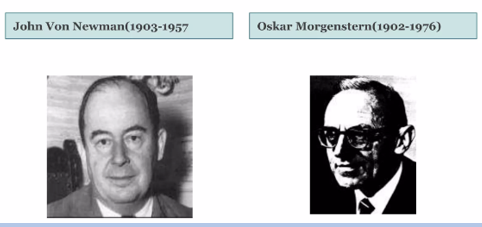 John Von Newman(1903-1957
Oskar Morgenstern(1902-1976)